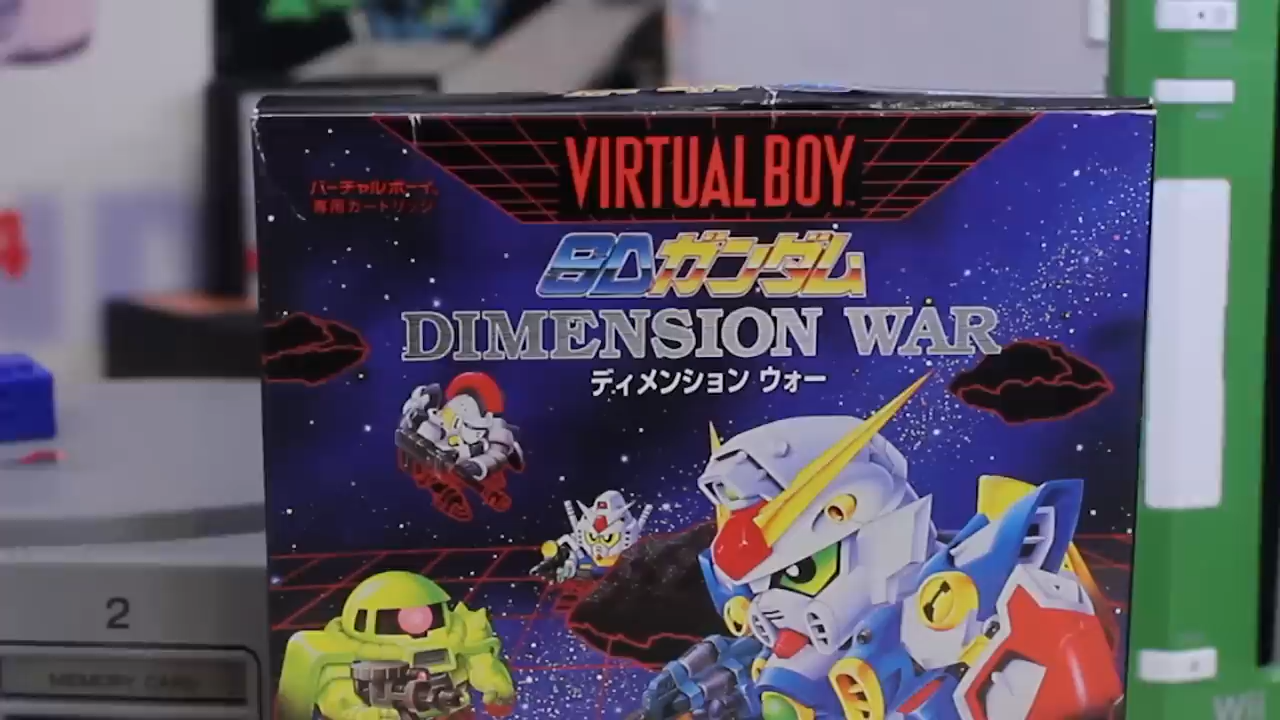 VIRTUAL BOY
バーチャルボーイ
専用カートリッジ
SDガンダム
DIMENSION WAR
ディメンション ウォー
4
2
MEMORY CARD
Wii